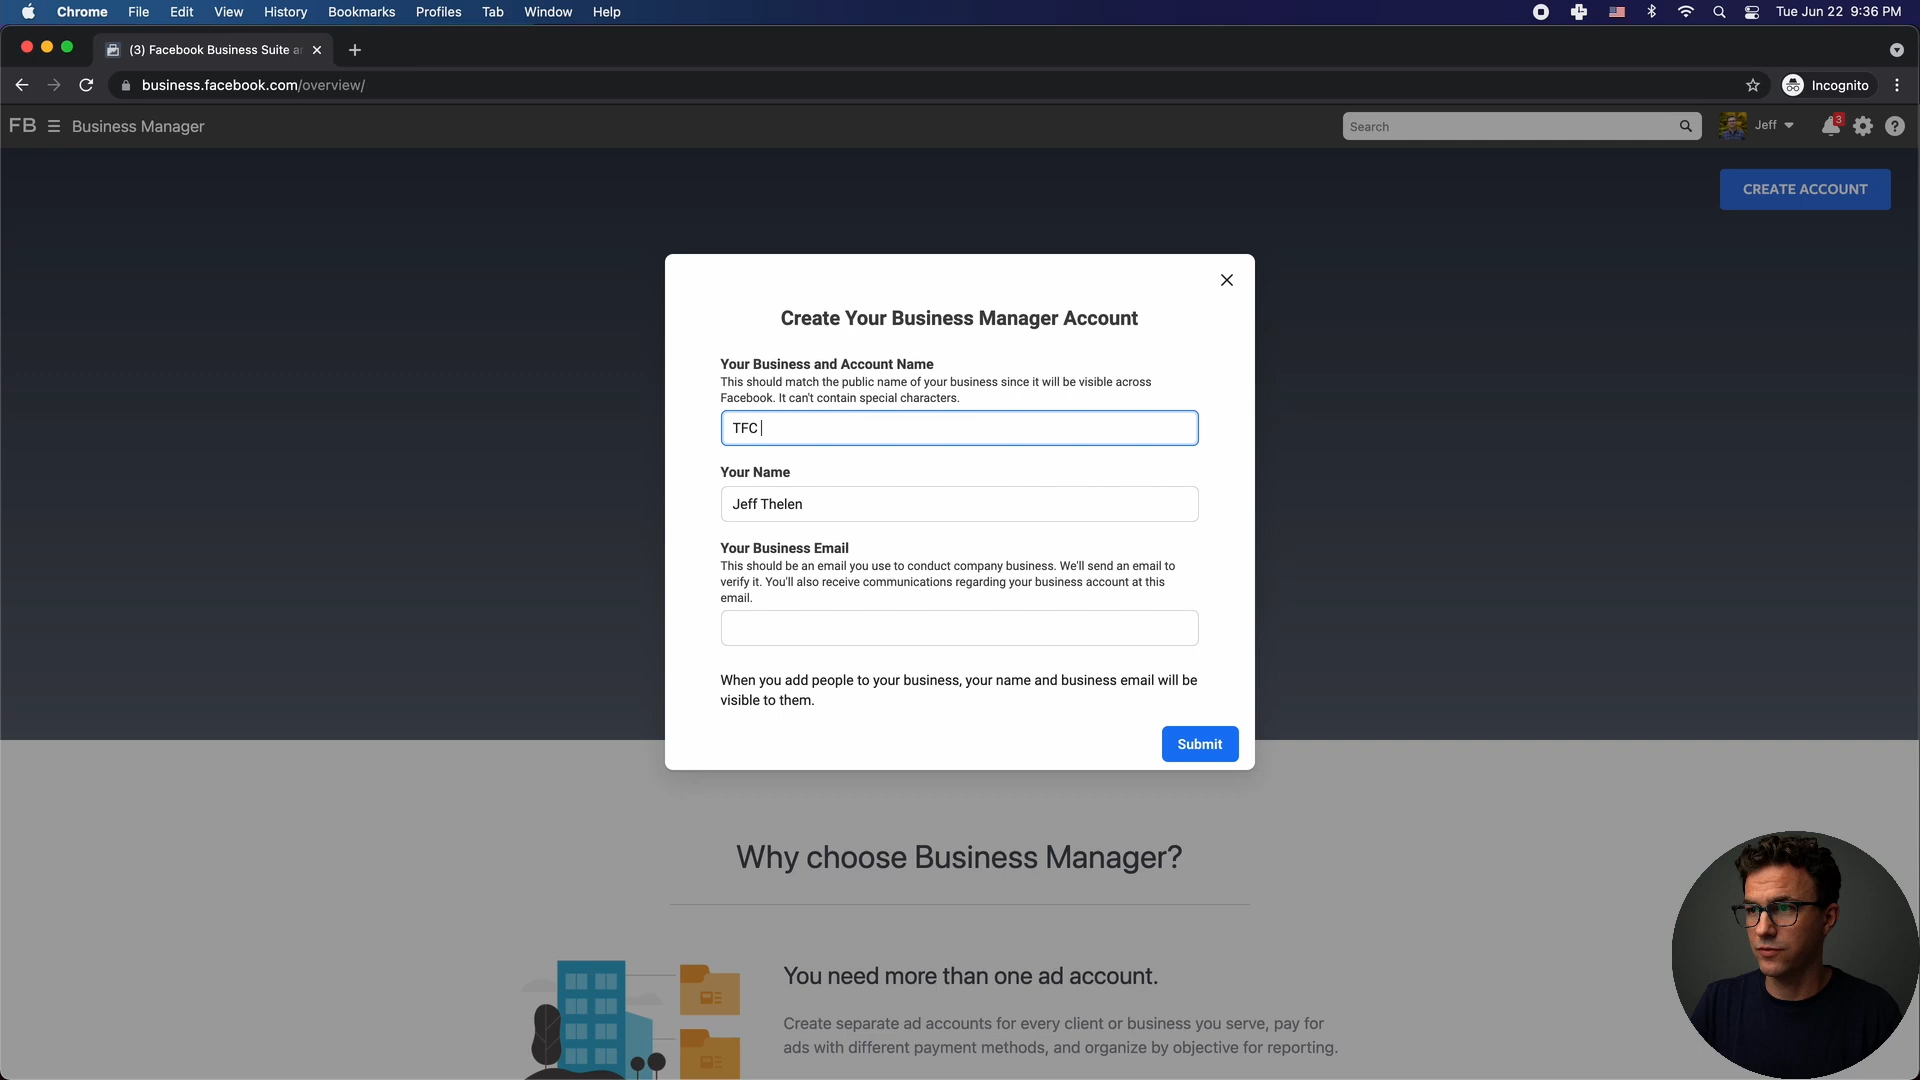 Chrome File Edit View History Bookmarks Profiles Tab Window Help Tue Jun 22 9:36 PM
(3) Facebook Business Suite a
business.facebook.com/overview/ Incognito
FB Business Manager Search Jeff 3
CREATE ACCOUNT
Create Your Business Manager Account
Your Business and Account Name
This should match the public name of your business since it will be visible across
Facebook. It can't contain special characters.
TFC
Your Name
Jeff Thelen
Your Business Email
This should be an email you use to conduct company business. We'll send an email to
verify it. You'll also receive communications regarding your business account at this
email.
When you add people to your business, your name and business email will be
visible to them.
Submit
Why choose Business Manager?
You need more than one ad account.
Create separate ad accounts for every client or business you serve, pay for
ads with different payment methods, and organize by objective for reporting.